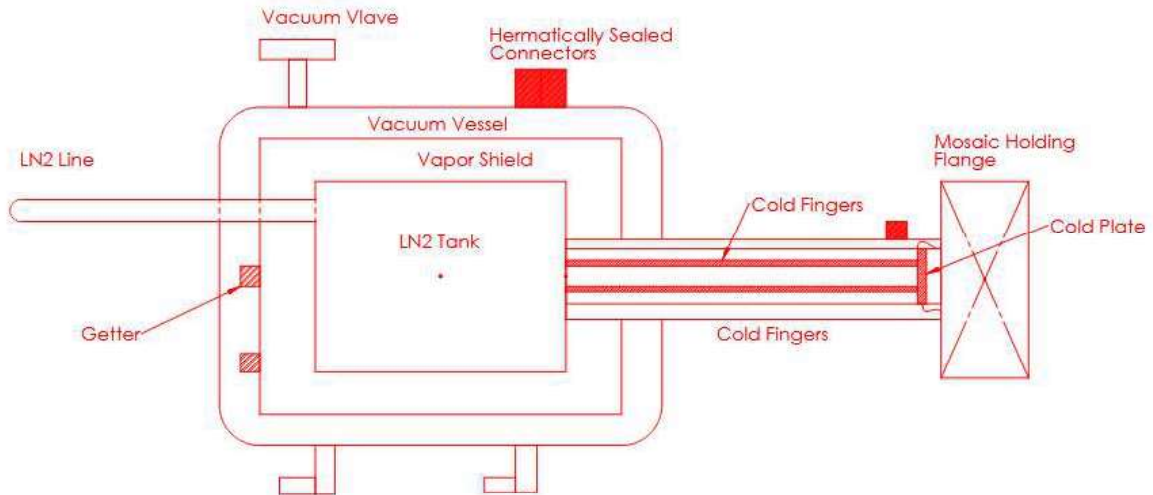 Vacuum Vlave
Hermatically Sealed
Connectors
Vacuum Vessel
LN2 Line
Vapor Shield
Mosaic Holding
Flange
Cold Fingers
Cold Plate
LN2 Tank
Getter
Cold Fingers